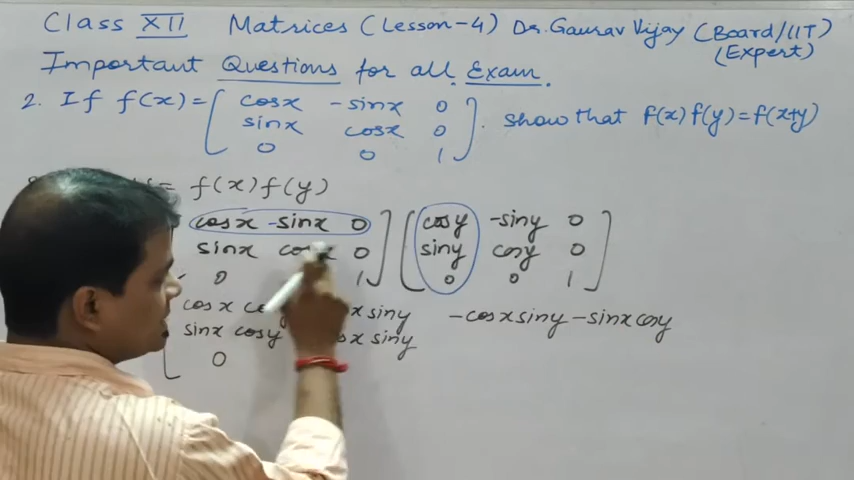 Class XII Matrices (Lesson-4) Dr. Gaurav Vijay (Board/IIT)
(Expert)
Important Questions for all Exam.
2. If f(x)= [ cosx -sinx 0
sinx cosx 0
0 0 1 ]. show that f(x)f(y)=f(x+y)
= f(x)f(y)
cosx -sinx 0 ] [ cosy -siny 0
sinx 0 siny cosy 0
0 1 ] 0 0 1 ]
cosx siny -cosxsiny-sinxcosy
sinx cosy siny
0